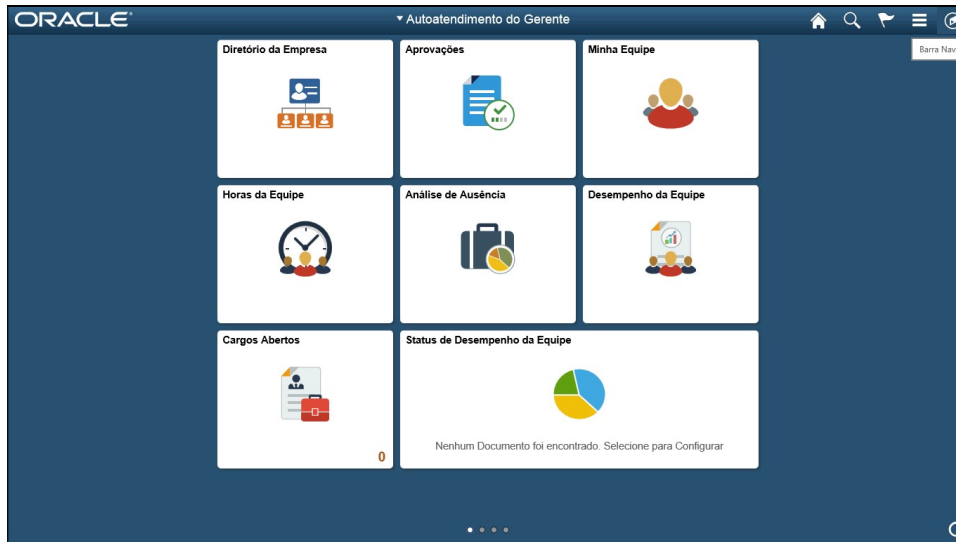 ORACLE
Autoatendimento do Gerente
Barra Nav
Diretório da Empresa
Aprovações
Minha Equipe
Horas da Equipe
Análise de Ausência
Desempenho da Equipe
Cargos Abertos
0
Status de Desempenho da Equipe
Nenhum Documento foi encontrado. Selecione para Configurar